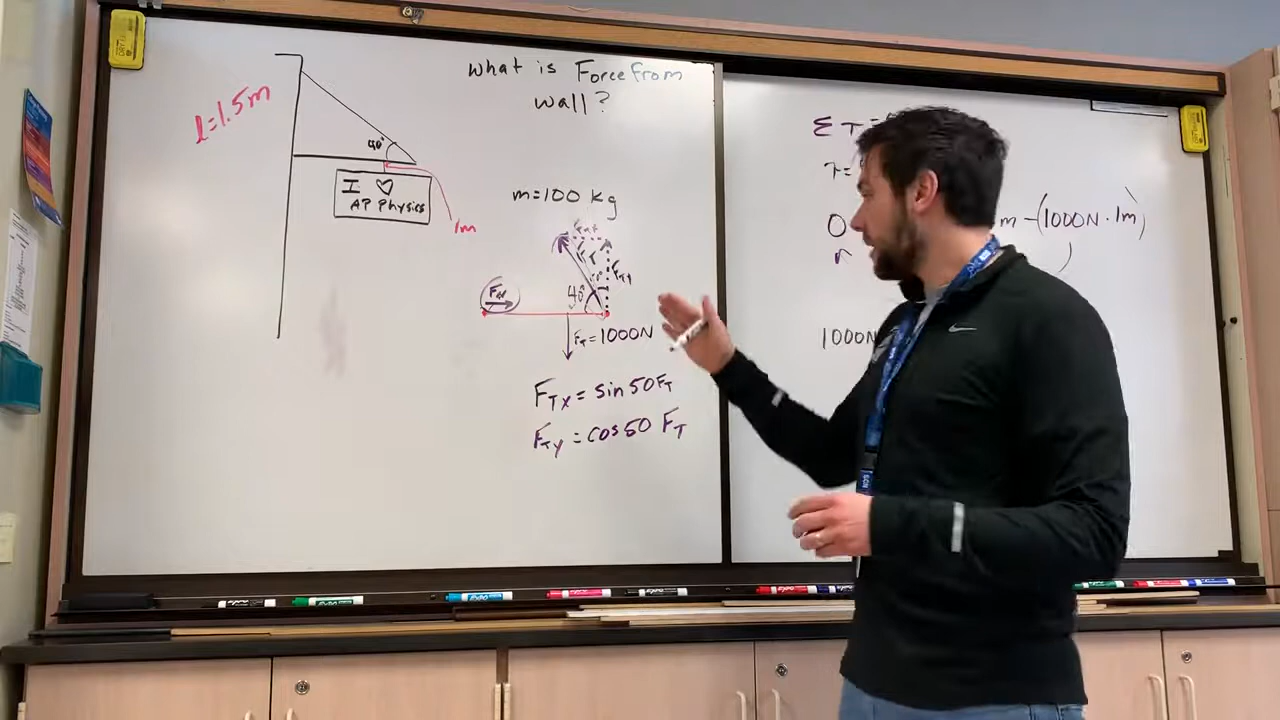 What is Force from
wall?
l=1.5m
40°
I ♡
AP Physics
1m
m=100 kg
40°
F_T=1000N
F_Tx = sin 50 F_T
F_Ty = cos 50 F_T
Σ T =
0
m -(1000N·1m)
1000N